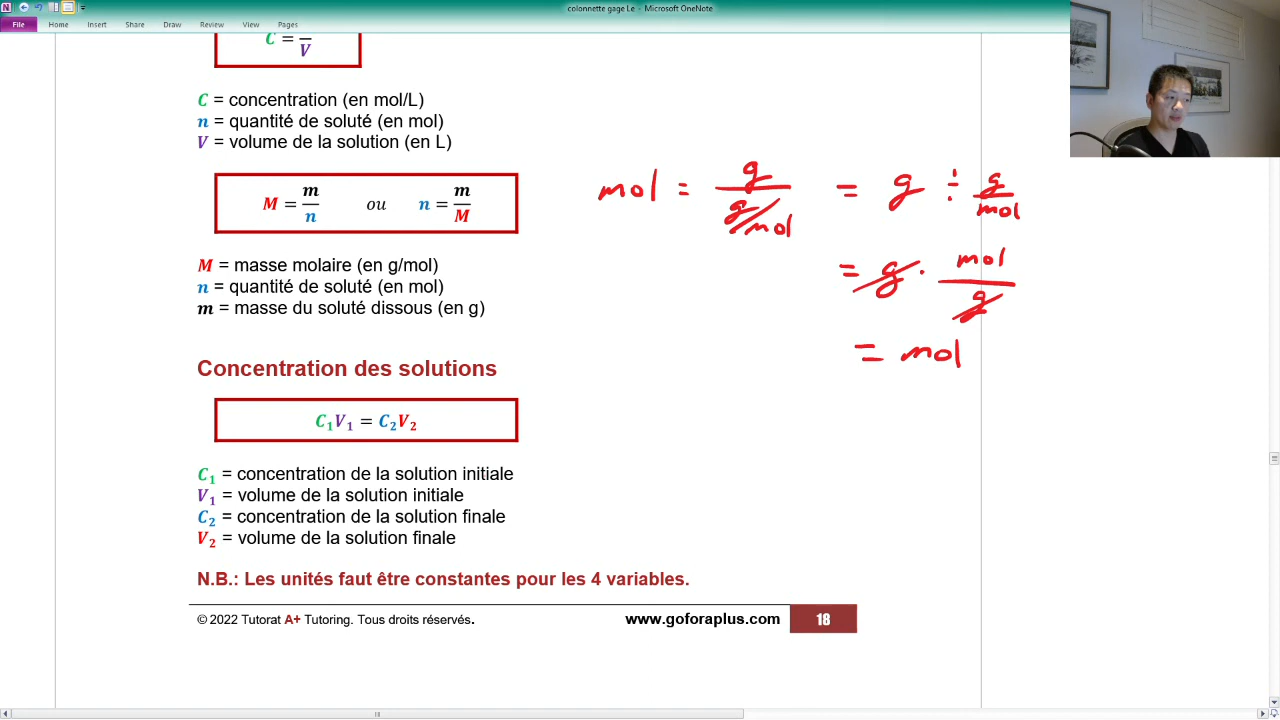 colonnette gage Le - Microsoft OneNote
File Home Insert Share Draw Review View Pages
C = — V
C = concentration (en mol/L)
n = quantité de soluté (en mol)
V = volume de la solution (en L)
M = m/n ou n = m/M
mol = g/(g/mol) = g ÷ g/mol
= g · mol/g
= mol
M = masse molaire (en g/mol)
n = quantité de soluté (en mol)
m = masse du soluté dissous (en g)
Concentration des solutions
C₁V₁ = C₂V₂
C₁ = concentration de la solution initiale
V₁ = volume de la solution initiale
C₂ = concentration de la solution finale
V₂ = volume de la solution finale
N.B.: Les unités faut être constantes pour les 4 variables.
© 2022 Tutorat A+ Tutoring. Tous droits réservés. www.goforaplus.com 18